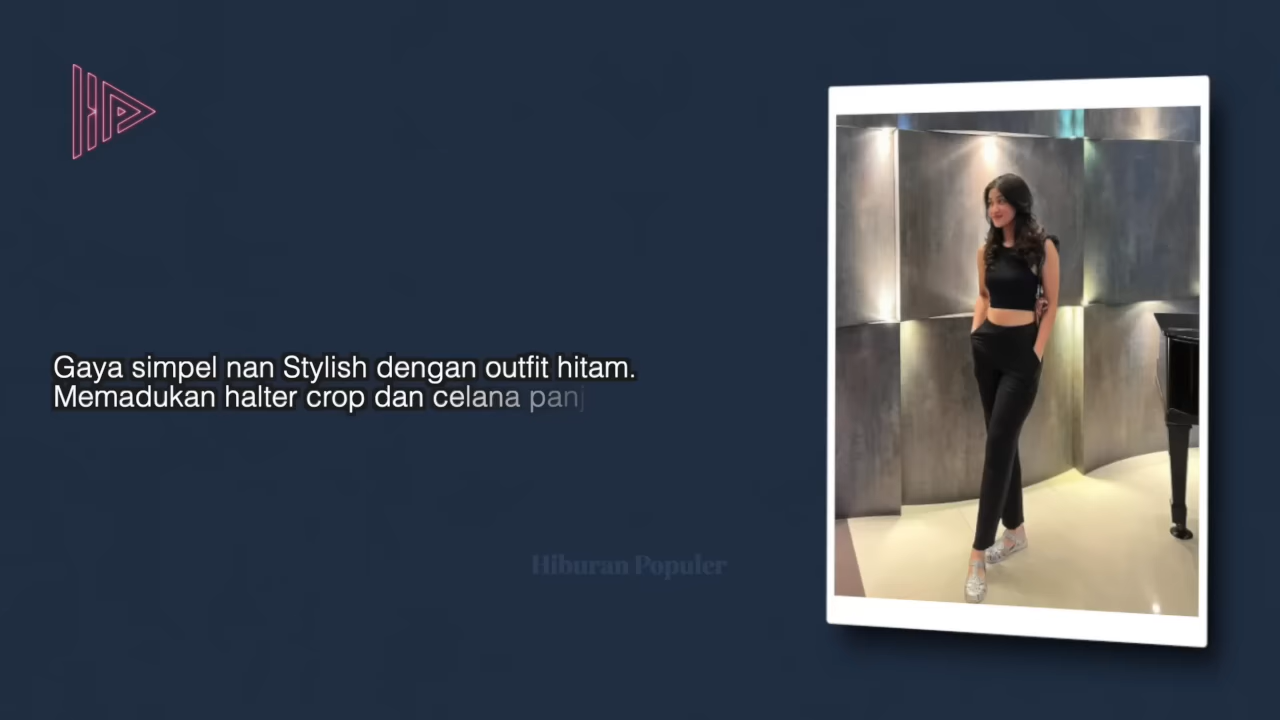 Gaya simpel nan Stylish dengan outfit hitam.
Memadukan halter crop dan celana panj
Hiburan Populer